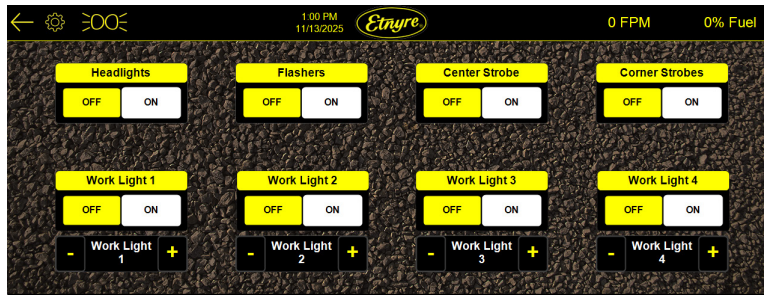 1:00 PM
11/13/2025
Etnyre
0 FPM
0% Fuel
Headlights
Flashers
Center Strobe
Corner Strobes
OFF ON
OFF ON
OFF ON
OFF ON
Work Light 1
Work Light 2
Work Light 3
Work Light 4
OFF ON
OFF ON
OFF ON
OFF ON
- Work Light +
1
- Work Light +
2
- Work Light +
3
- Work Light +
4